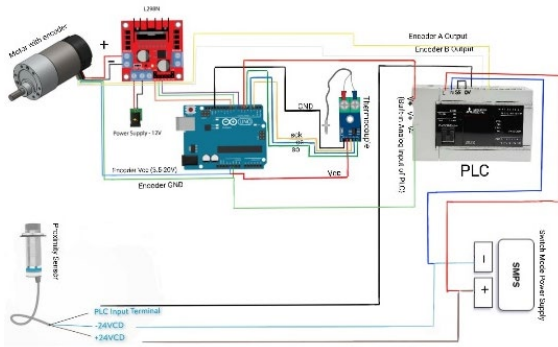 L298N
Motor with encoder
+
-
Power Supply - 12V
Encoder A Output
Encoder B Output
GND
sck
so
Thermocouple
Vcc
(Built-in Analog Input of PLC)
PLC
Encoder Vcc (3.5-20V)
Encoder GND
Proximity Sensor
PLC Input Terminal
-24VCD
+24VCD
-
+
SMPS
Switch Mode Power Supply